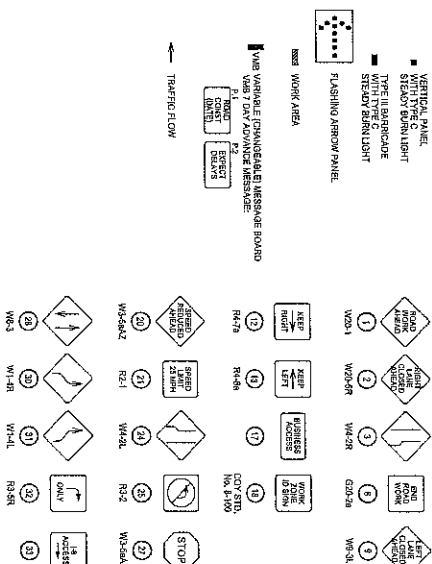 VERTICAL PANEL
WITH TYPE C
STEADY BURN LIGHT
TYPE III BARRICADE
WITH TYPE C
STEADY BURN LIGHT
FLASHING ARROW PANEL
WORK AREA
VMB VARIABLE (CHANGEABLE) MESSAGE BOARD
VMB 7 DAY ADVANCE MESSAGE:
P.1
P.2
ROAD
CONST
(DATE)
EXPECT
DELAYS
TRAFFIC FLOW
ROAD
WORK
AHEAD
1
W20-1
RIGHT
LANE
CLOSED
AHEAD
2
W20-5R
3
W4-2R
END
ROAD
WORK
G20-2a
LEFT
LANE
CLOSED
AHEAD
9
KEEP
RIGHT
12
R4-7a
KEEP
LEFT
R4-8a
BUSINESS
ACCESS
17
WORK
ZONE
ID SIGN
18
No. 8-100
SPEED
REDUCED
AHEAD
20
W3-5aAZ
SPEED
LIMIT
25 MPH
21
R2-1
24
W4-2L
25
R3-2
STOP
27
W3-5aA
28
W6-3
30
W1-4R
31
W1-4L
ONLY
32
R3-5R
ACCESS
33